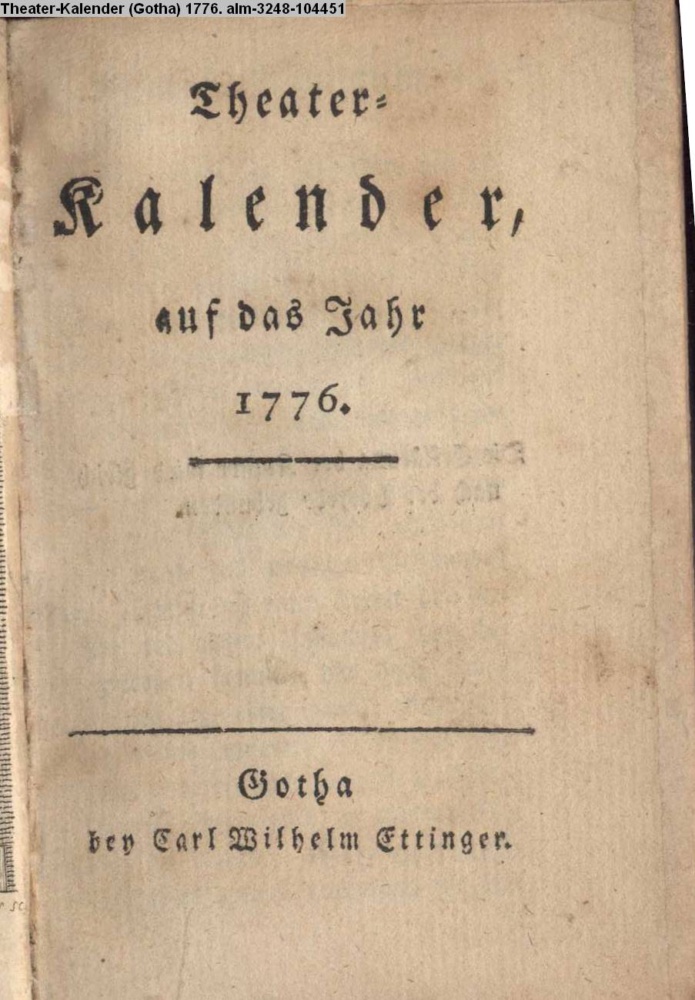 Theater-Kalender (Gotha) 1776. alm-3248-104451
Theater-
Kalender,
auf das Jahr
1776.
Gotha
bey Carl Wilhelm Ettinger.